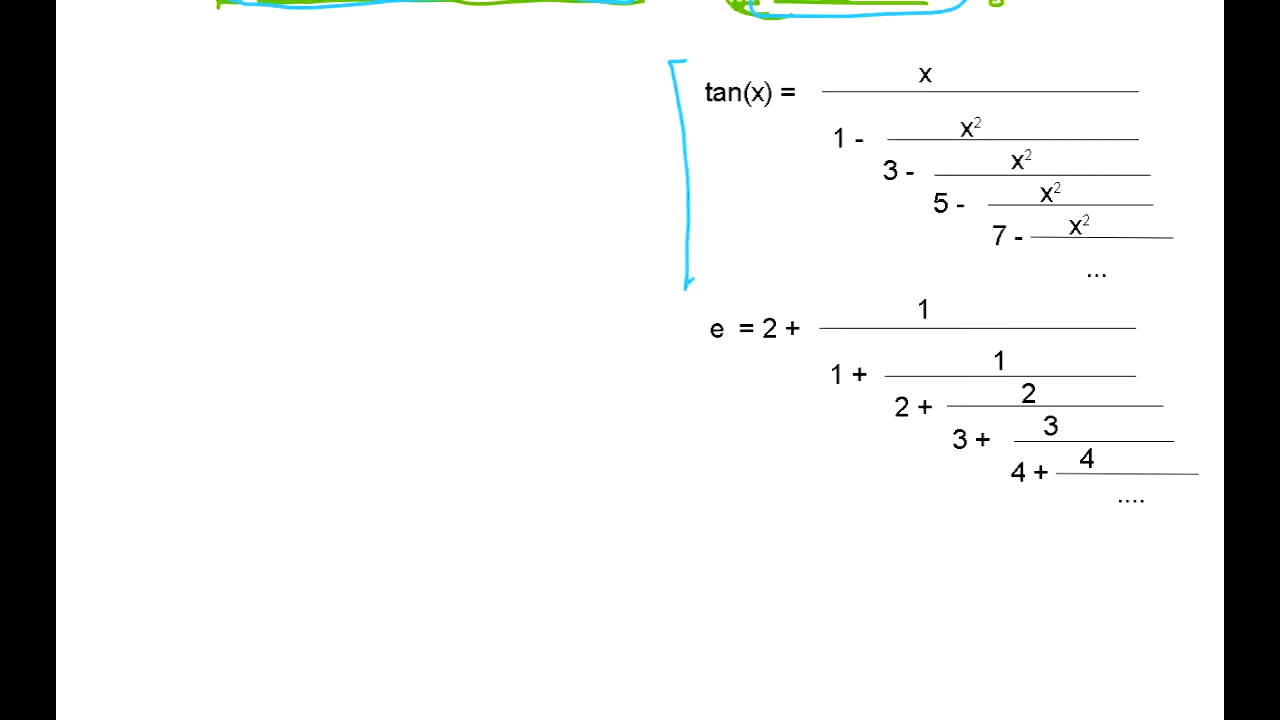 x
tan(x) =
x²
1 -
x²
3 -
x²
5 -
x²
7 -
...
1
e = 2 +
1
1 +
2
2 +
3
3 +
4
4 +
....